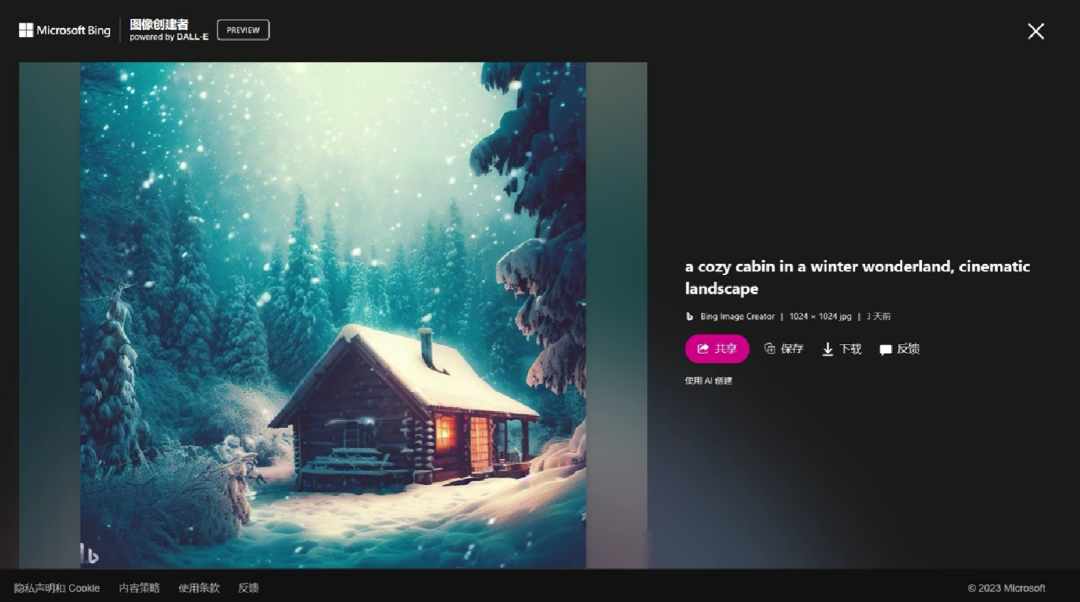 Microsoft Bing
图像创建者
powered by DALL·E
PREVIEW
a cozy cabin in a winter wonderland, cinematic
landscape
Bing Image Creator | 1024 × 1024 jpg | 3 天前
共享 保存 下载 反馈
使用 AI 创建
b
隐私声明和 Cookie 内容策略 使用条款 反馈
© 2023 Microsoft